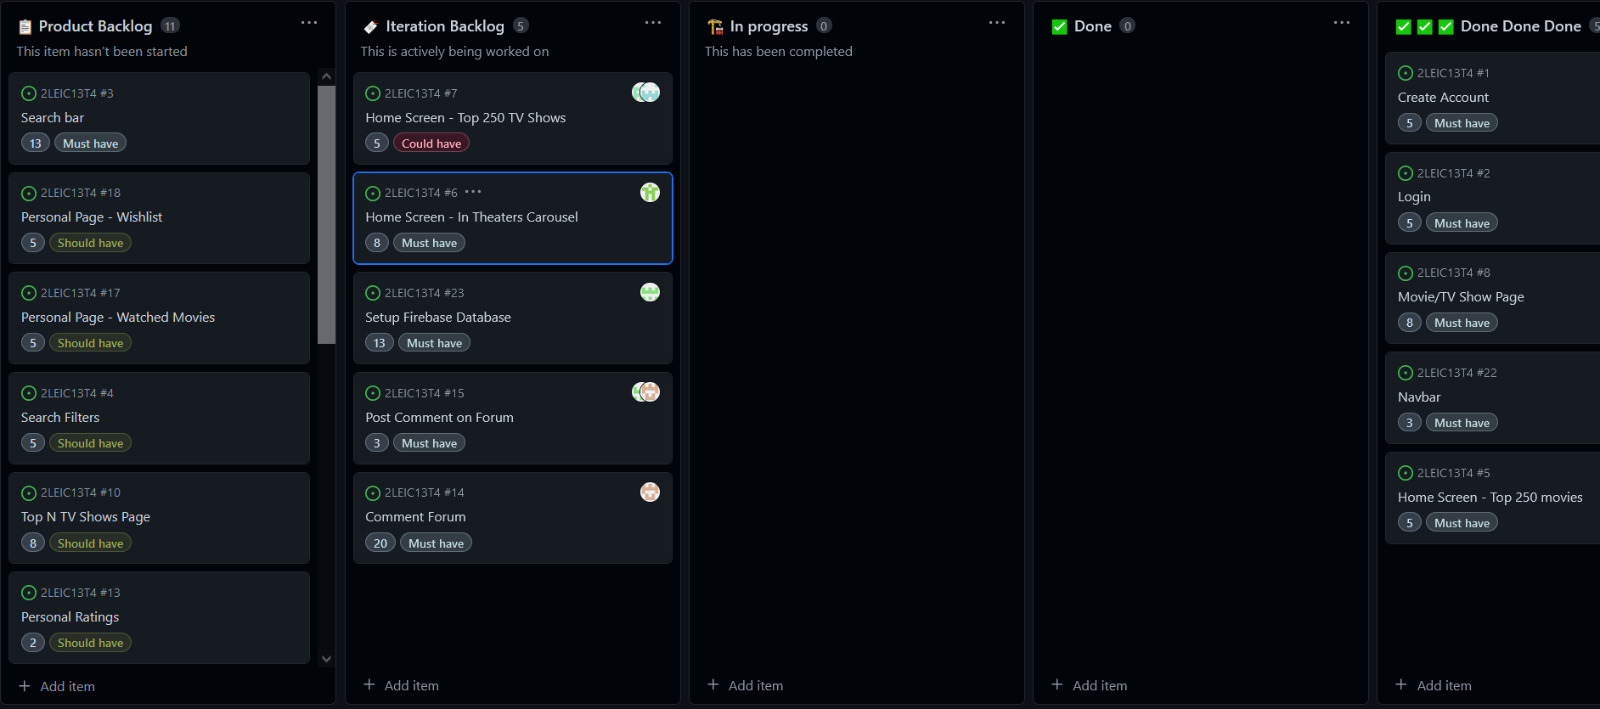 Product Backlog 11
This item hasn't been started
2LEIC13T4 #3
Search bar
13 Must have
2LEIC13T4 #18
Personal Page - Wishlist
5 Should have
2LEIC13T4 #17
Personal Page - Watched Movies
5 Should have
2LEIC13T4 #4
Search Filters
5 Should have
2LEIC13T4 #10
Top N TV Shows Page
8 Should have
2LEIC13T4 #13
Personal Ratings
2 Should have
+ Add item
Iteration Backlog 5
This is actively being worked on
2LEIC13T4 #7
Home Screen - Top 250 TV Shows
5 Could have
2LEIC13T4 #6 ...
Home Screen - In Theaters Carousel
8 Must have
2LEIC13T4 #23
Setup Firebase Database
13 Must have
2LEIC13T4 #15
Post Comment on Forum
3 Must have
2LEIC13T4 #14
Comment Forum
20 Must have
+ Add item
In progress 0
This has been completed
+ Add item
Done 0
+ Add item
Done Done Done 5
2LEIC13T4 #1
Create Account
5 Must have
2LEIC13T4 #2
Login
5 Must have
2LEIC13T4 #8
Movie/TV Show Page
8 Must have
2LEIC13T4 #22
Navbar
3 Must have
2LEIC13T4 #5
Home Screen - Top 250 movies
5 Must have
+ Add item